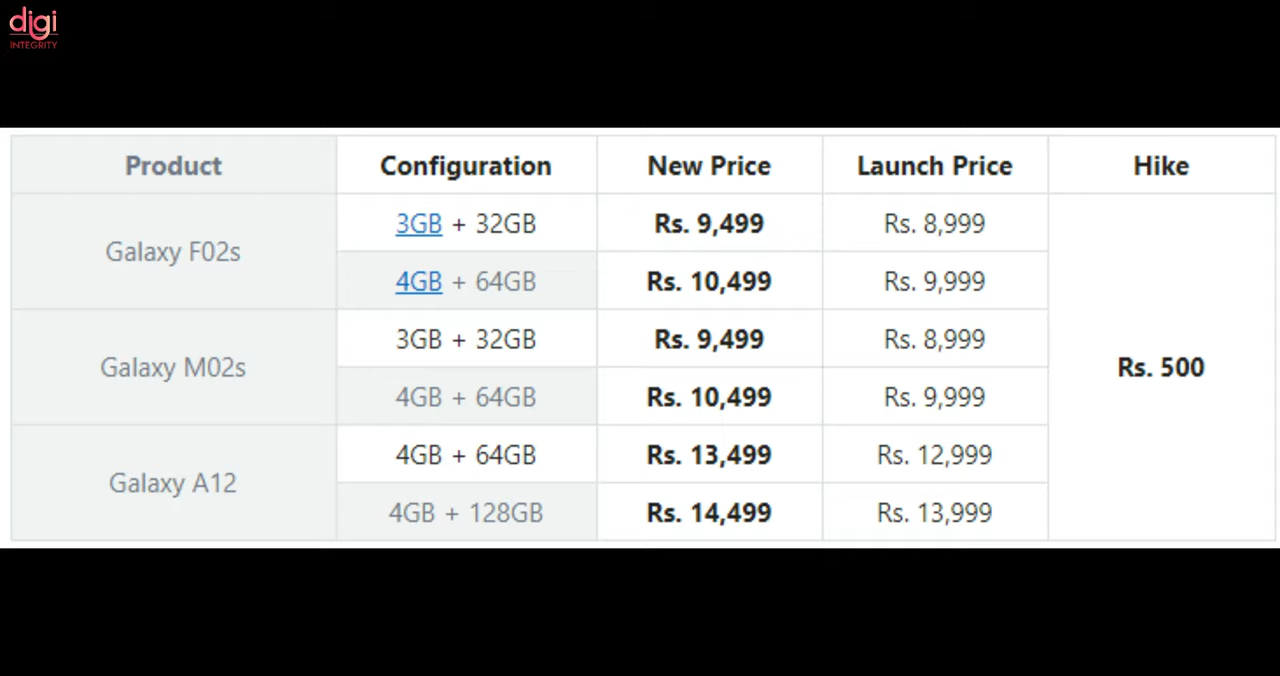 digi
INTEGRITY
Product Configuration New Price Launch Price Hike
Galaxy F02s 3GB + 32GB Rs. 9,499 Rs. 8,999
4GB + 64GB Rs. 10,499 Rs. 9,999
Galaxy M02s 3GB + 32GB Rs. 9,499 Rs. 8,999
Rs. 500
4GB + 64GB Rs. 10,499 Rs. 9,999
Galaxy A12 4GB + 64GB Rs. 13,499 Rs. 12,999
4GB + 128GB Rs. 14,499 Rs. 13,999